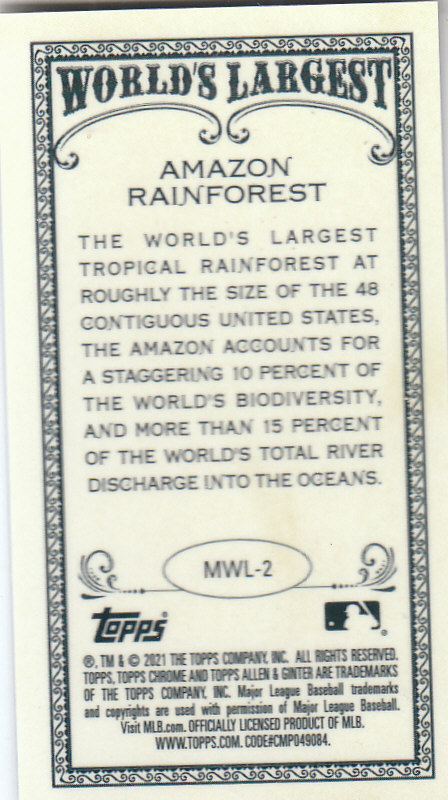 WORLD'S LARGEST
AMAZON
RAINFOREST
THE WORLD'S LARGEST
TROPICAL RAINFOREST AT
ROUGHLY THE SIZE OF THE 48
CONTIGUOUS UNITED STATES,
THE AMAZON ACCOUNTS FOR
A STAGGERING 10 PERCENT OF
THE WORLD'S BIODIVERSITY,
AND MORE THAN 15 PERCENT
OF THE WORLD'S TOTAL RIVER
DISCHARGE INTO THE OCEANS.
MWL-2
TOPPS®
®, TM & © 2021 THE TOPPS COMPANY, INC. ALL RIGHTS RESERVED.
TOPPS, TOPPS CHROME AND TOPPS ALLEN & GINTER ARE TRADEMARKS
OF THE TOPPS COMPANY, INC. Major League Baseball trademarks
and copyrights are used with permission of Major League Baseball.
Visit MLB.com. OFFICIALLY LICENSED PRODUCT OF MLB.
WWW.TOPPS.COM. CODE#CMP049084.